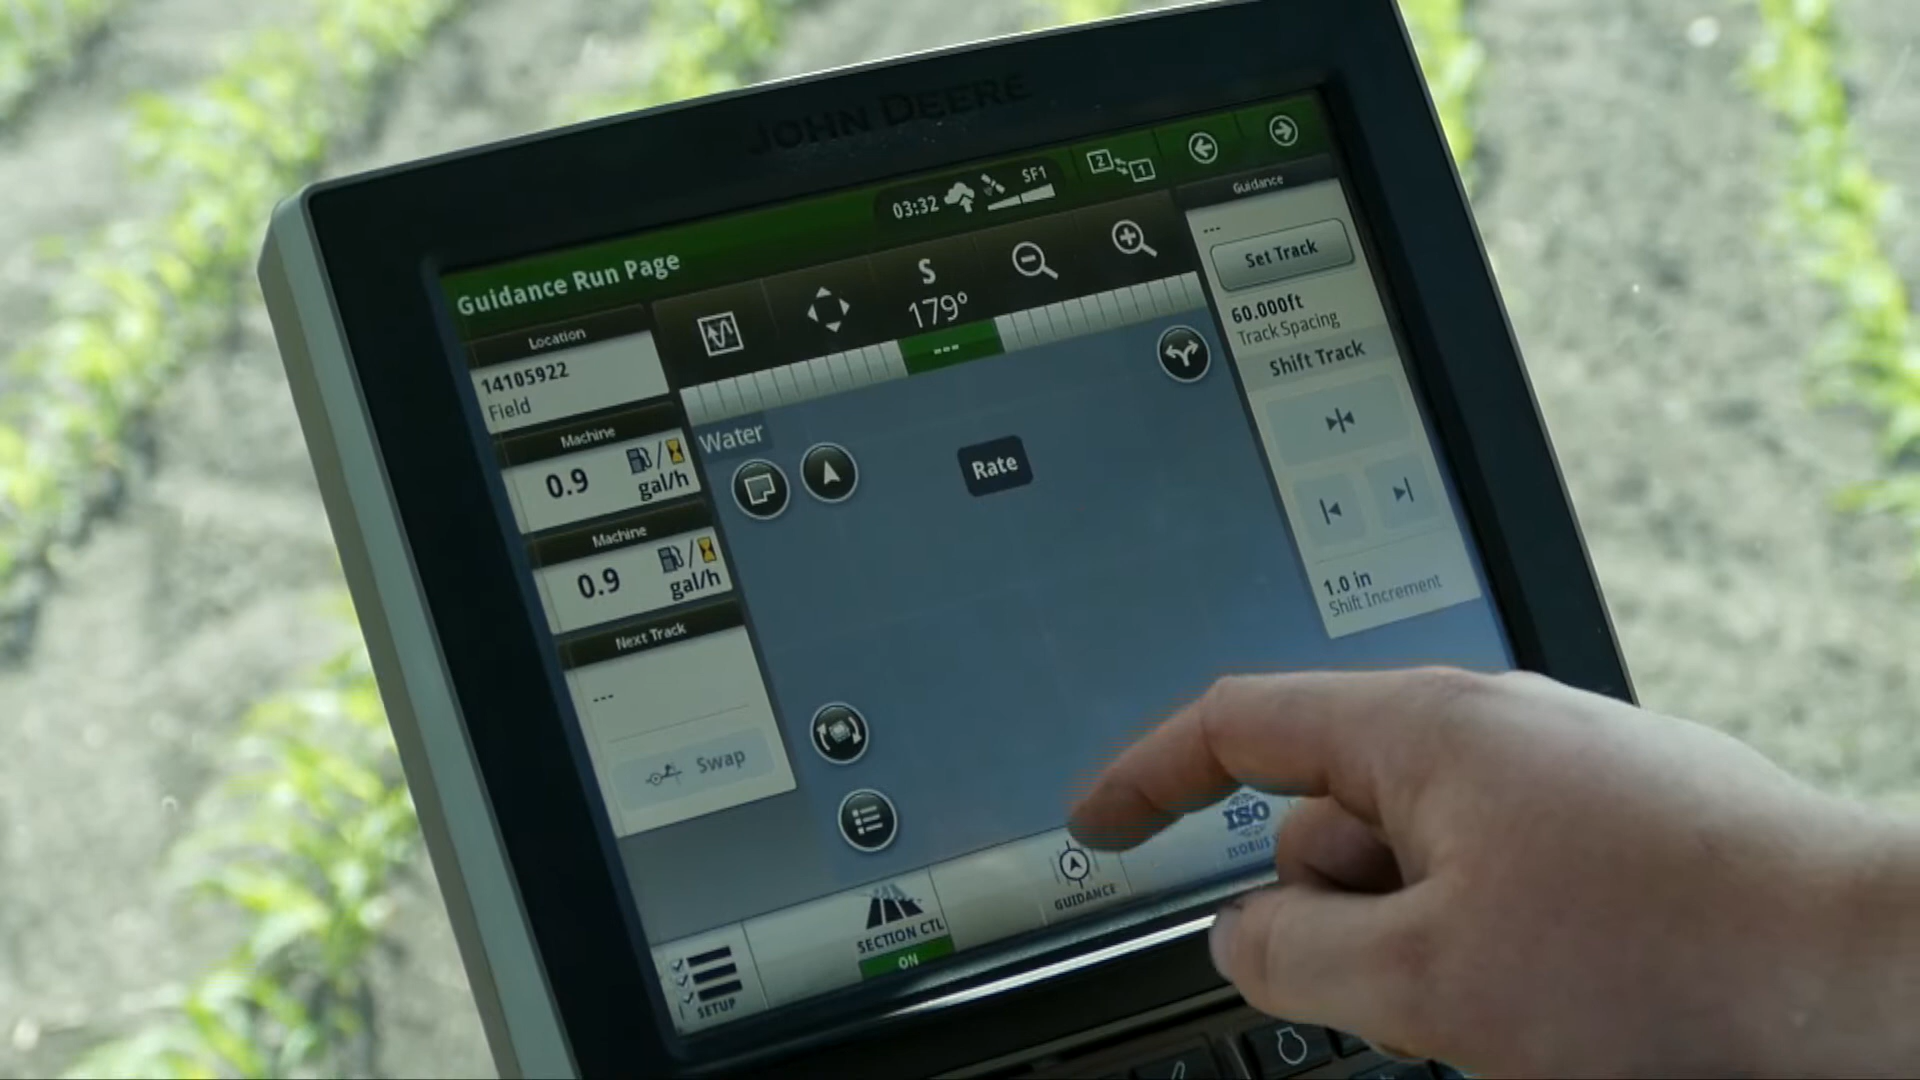 JOHN DEERE
Guidance Run Page
03:32
SF1
2
1
Location
14105922
Field
Machine
0.9
gal/h
Machine
0.9
gal/h
Next Track
---
Swap
S
179°
---
Water
Rate
Guidance
---
Set Track
60.000ft
Track Spacing
Shift Track
1.0 in
Shift Increment
SETUP
SECTION CTL
ON
GUIDANCE
ISO
ISOBUS